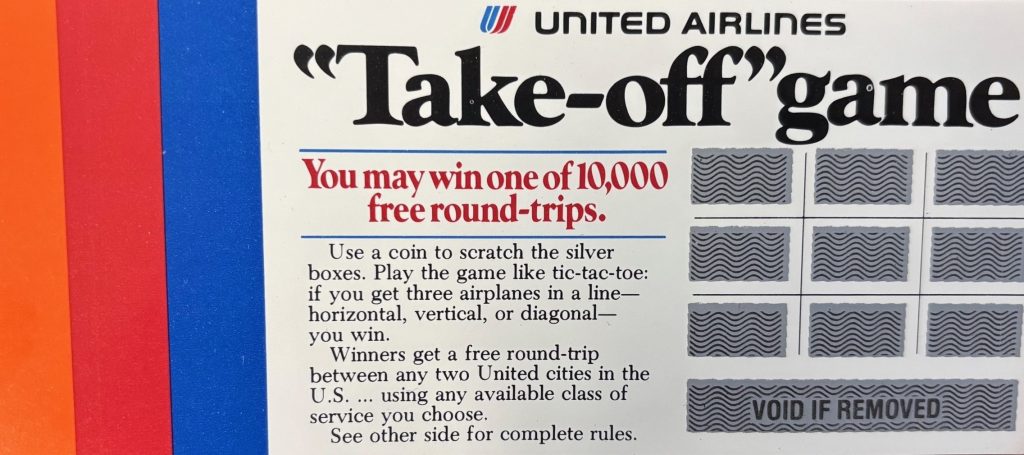 UNITED AIRLINES
“Take-off” game
You may win one of 10,000
free round-trips.
Use a coin to scratch the silver
boxes. Play the game like tic-tac-toe:
if you get three airplanes in a line—
horizontal, vertical, or diagonal—
you win.
Winners get a free round-trip
between any two United cities in the
U.S. ... using any available class of
service you choose.
See other side for complete rules.
VOID IF REMOVED